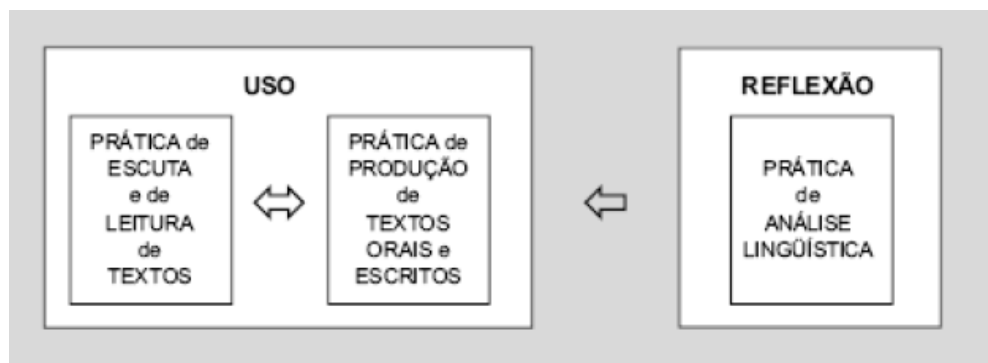 USO
PRÁTICA de
ESCUTA
e de
LEITURA
de
TEXTOS
PRÁTICA de
PRODUÇÃO
de
TEXTOS
ORAIS e
ESCRITOS
REFLEXÃO
PRÁTICA
de
ANÁLISE
LINGÜÍSTICA